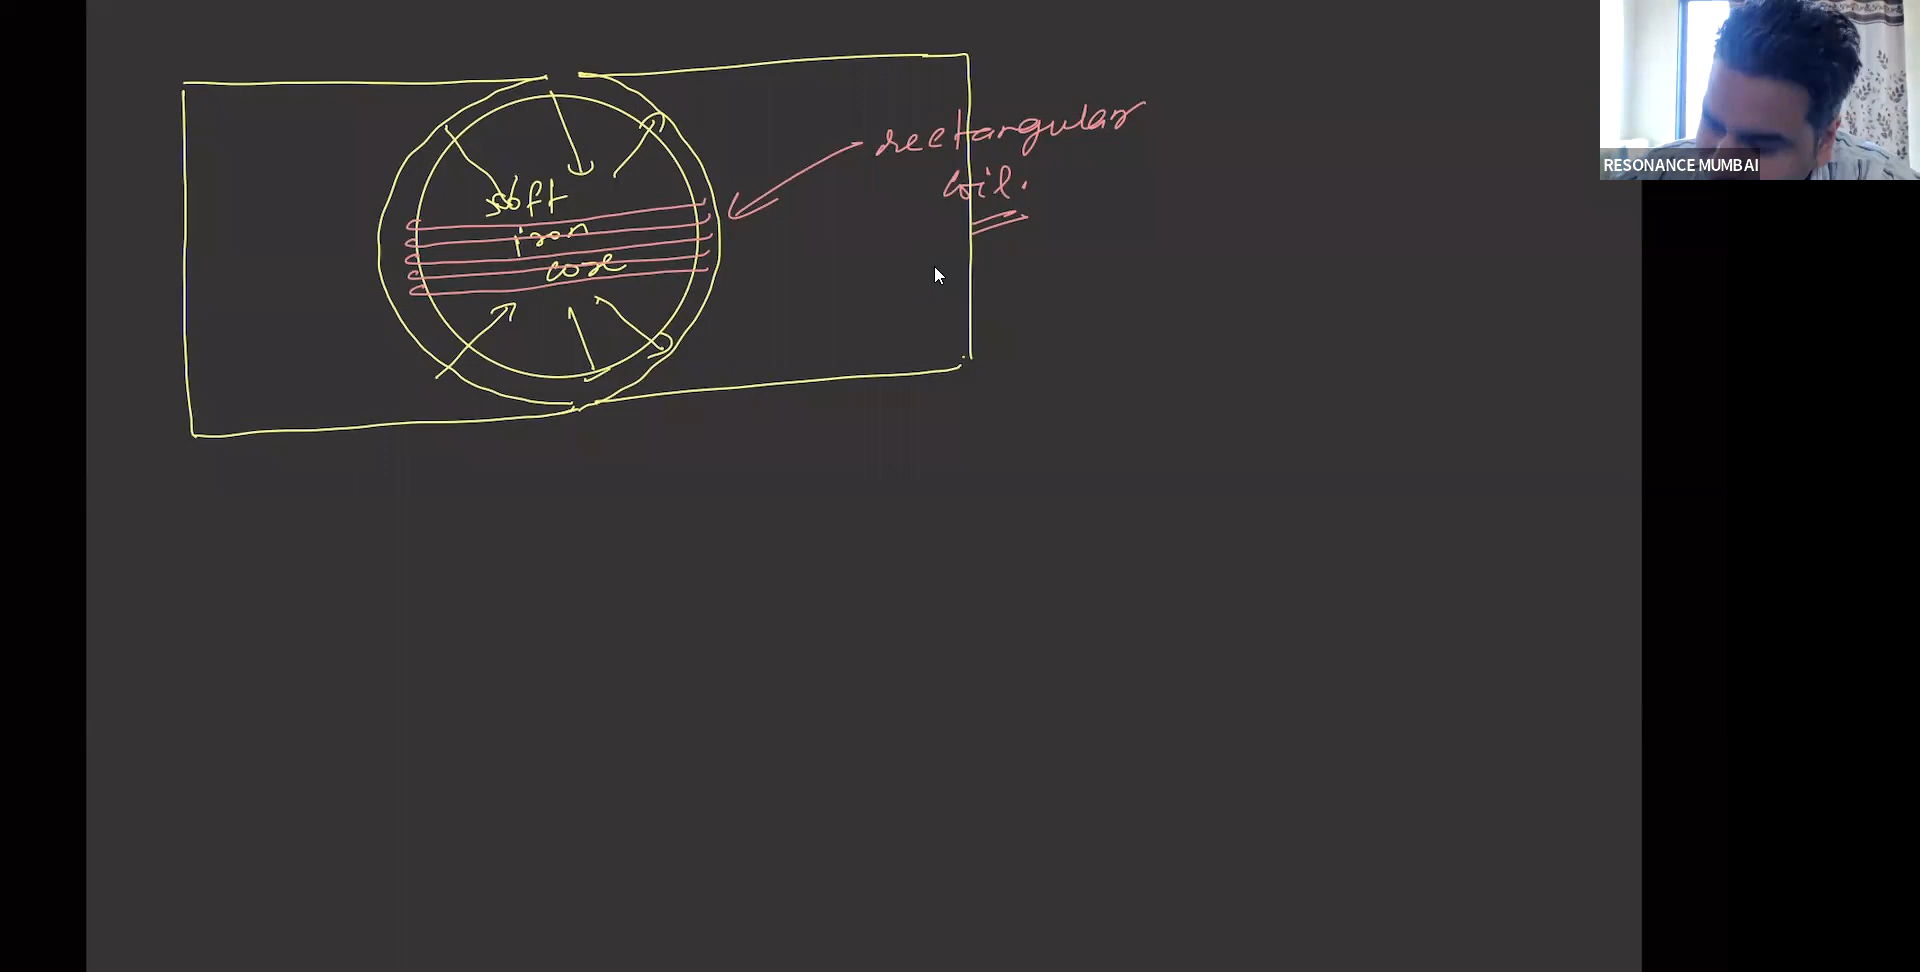 rectangular
coil.
soft
iron
core
RESONANCE MUMBAI